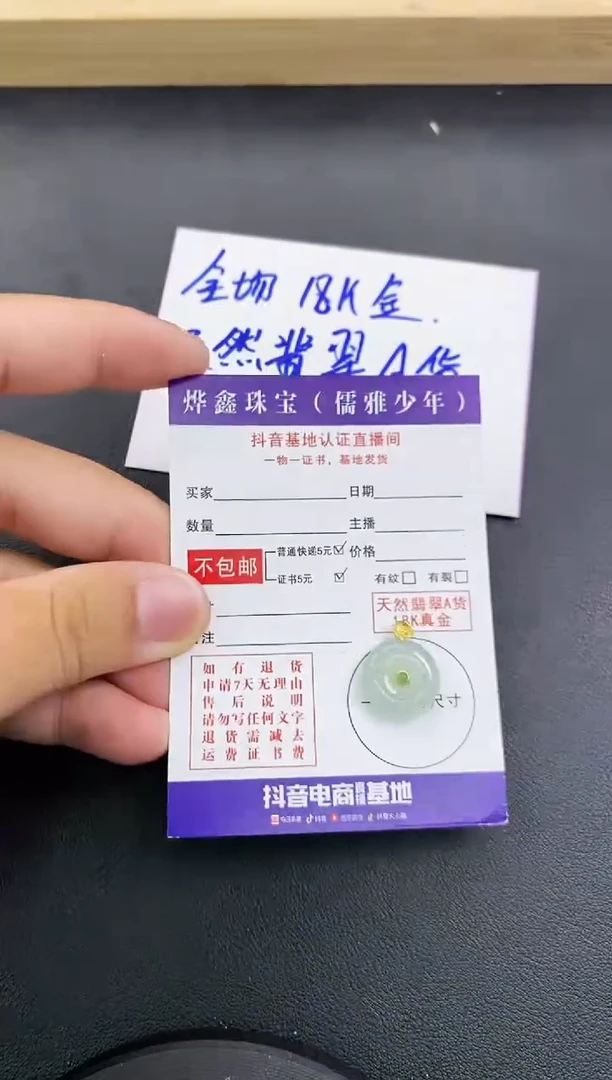 全场 18K金.
然翡翠A货
烨鑫珠宝（儒雅少年）
抖音基地认证直播间
一物一证书，基地发货
买家 日期
数量 主播
不包邮 普通快递5元☑ 价格
证书5元 ☑ 有纹□ 有裂□
天然翡翠A货
18K真金
注
尺寸
如有退货
申请7天无理由
售后说明
请勿写任何文字
退货需减去
运费证书费
抖音电商直播基地
抖音